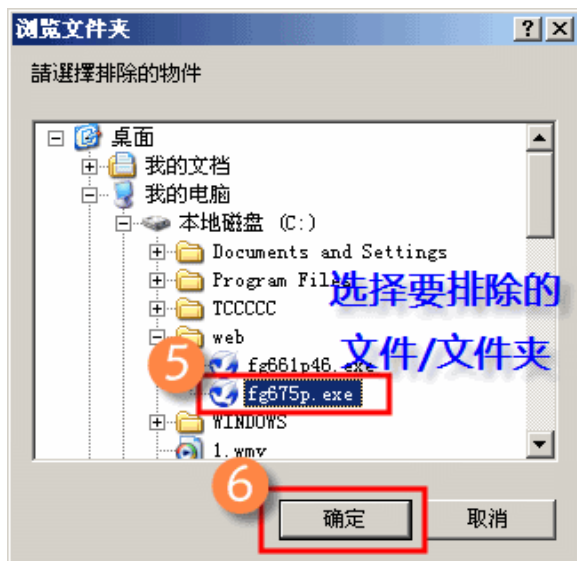 浏览文件夹
請選擇排除的物件
桌面
我的文档
我的电脑
本地磁盘 (C:)
Documents and Settings
Program Files
选择要排除的
TCCCCC
web
文件/文件夹
5
fg661p46.exe
fg675p.exe
WINDOWS
1.wmv
6
确定
取消